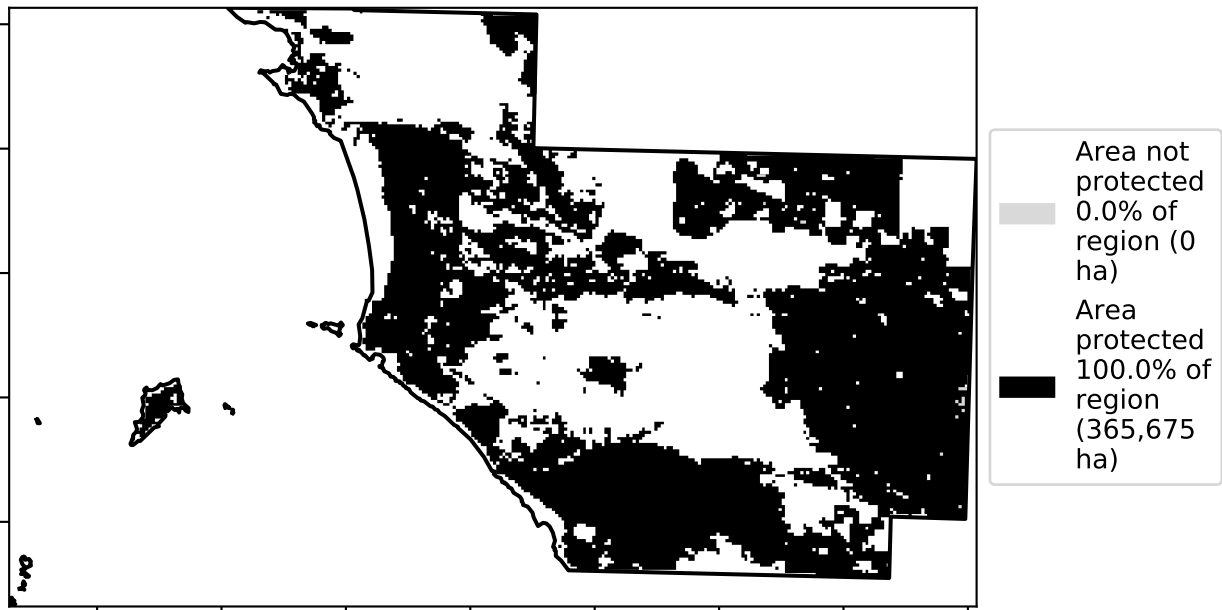 Area not
protected
0.0% of
region (0
ha)
Area
protected
100.0% of
region
(365,675
ha)